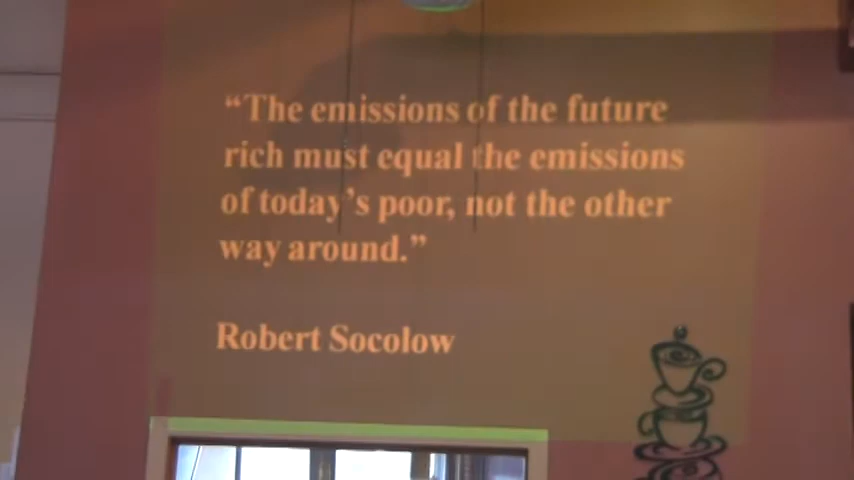 “The emissions of the future
rich must equal the emissions
of today’s poor, not the other
way around.”
Robert Socolow